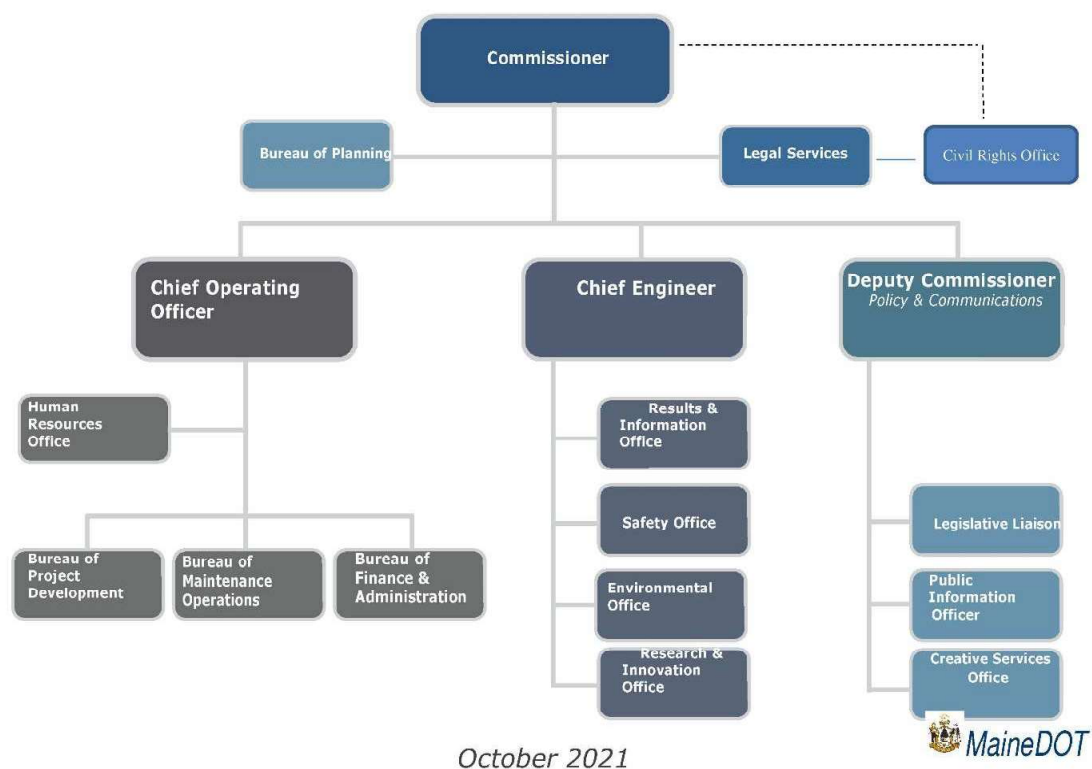 Commissioner
Bureau of Planning
Legal Services
Civil Rights Office
Chief Operating
Officer
Chief Engineer
Deputy Commissioner
Policy & Communications
Human
Resources
Office
Bureau of
Project
Development
Bureau of
Maintenance
Operations
Bureau of
Finance &
Administration
Results &
Information
Office
Safety Office
Environmental
Office
Research &
Innovation
Office
Legislative Liaison
Public
Information
Officer
Creative Services
Office
MaineDOT
October 2021